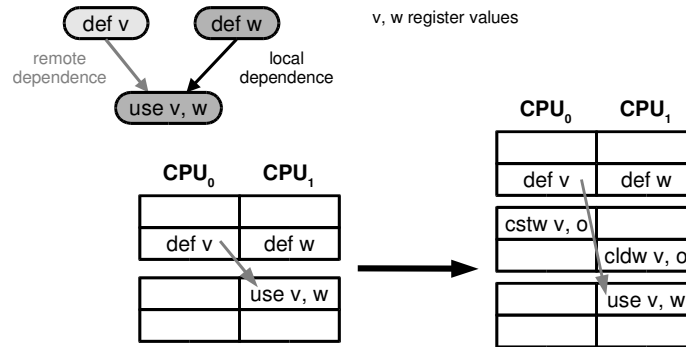 def v def w v, w register values
remote dependence
local dependence
use v, w
CPU0 CPU1
def v def w
use v, w
CPU0 CPU1
def v def w
cstw v, o
cldw v, o
use v, w